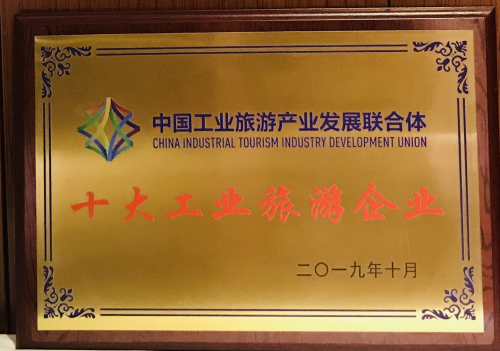 中国工业旅游产业发展联合体
CHINA INDUSTRIAL TOURISM INDUSTRY DEVELOPMENT UNION
十大工业旅游企业
二〇一九年十月